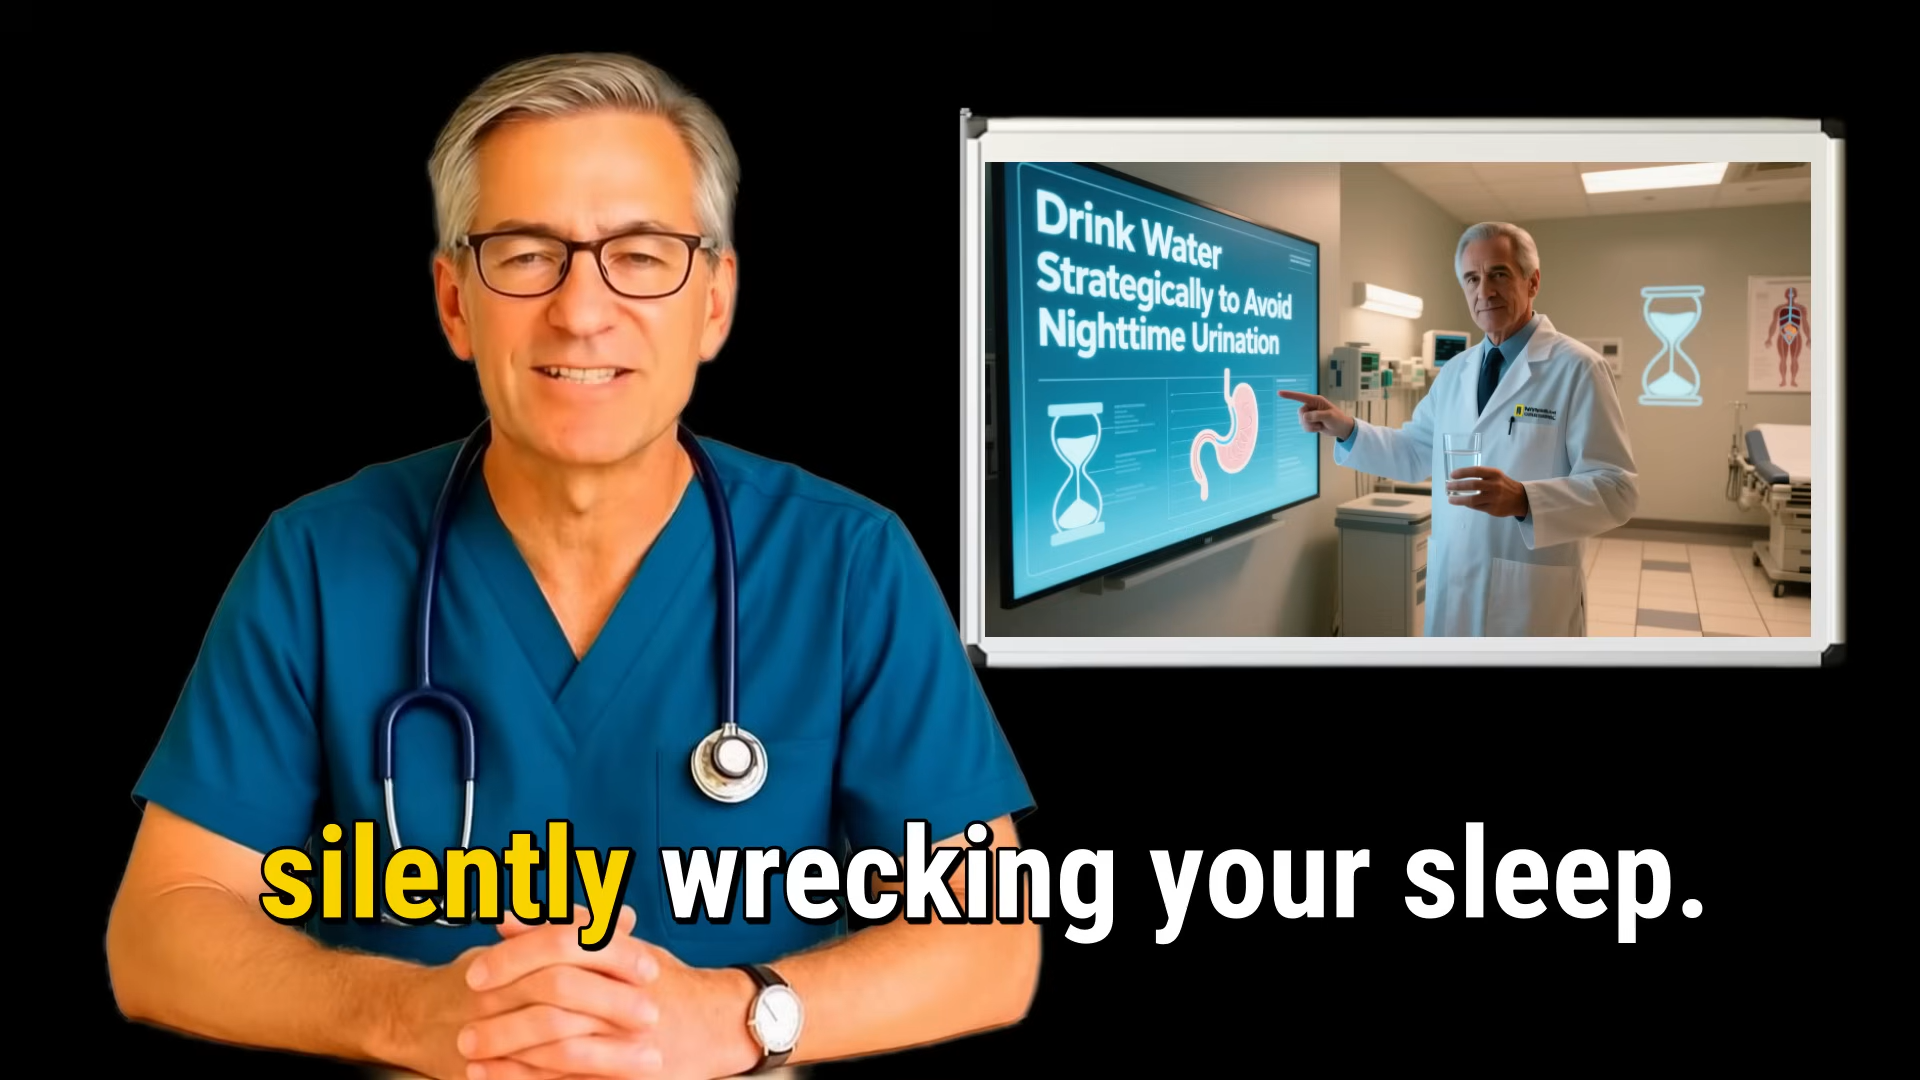 Drink Water
Strategically to Avoid
Nighttime Urination
silently wrecking your sleep.